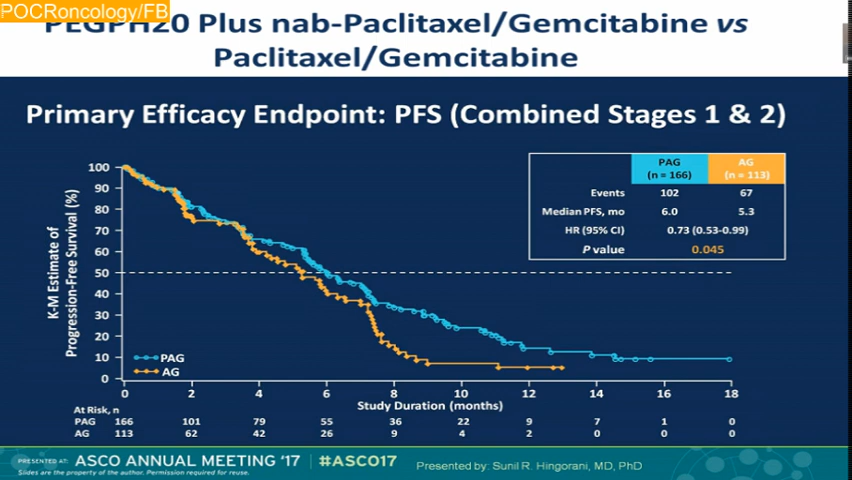 POCRoncology/FB
PEGPH20 Plus nab-Paclitaxel/Gemcitabine vs
Paclitaxel/Gemcitabine
Primary Efficacy Endpoint: PFS (Combined Stages 1 & 2)
PAG AG
(n = 166) (n = 113)
Events 102 67
Median PFS, mo 6.0 5.3
HR (95% CI) 0.73 (0.53-0.99)
P value 0.045
K-M Estimate of
Progression-Free Survival (%)
100
90
80
70
60
50
40
30
20
10
0
PAG
AG
0 2 4 6 8 10 12 14 16 18
Study Duration (months)
At Risk, n
PAG 166 101 79 55 36 22 9 7 1 0
AG 113 62 42 26 9 4 2 0 0 0
PRESENTED AT: ASCO ANNUAL MEETING '17 | #ASCO17
Slides are the property of the author. Permission required for reuse.
Presented by: Sunil R. Hingorani, MD, PhD